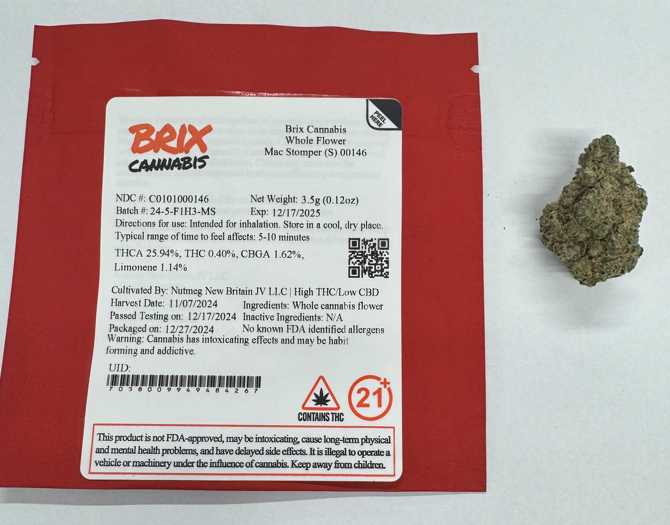 BRIX
CANNABIS
Brix Cannabis
Whole Flower
Mac Stomper (S) 00146
PEEL
HERE
NDC #: C0101000146 Net Weight: 3.5g (0.12oz)
Batch #: 24-5-F1H3-MS Exp: 12/17/2025
Directions for use: Intended for inhalation. Store in a cool, dry place.
Typical range of time to feel affects: 5-10 minutes
THCA 25.94%, THC 0.40%, CBGA 1.62%,
Limonene 1.14%
Cultivated By: Nutmeg New Britain JV LLC | High THC/Low CBD
Harvest Date: 11/07/2024 Ingredients: Whole cannabis flower
Passed Testing on: 12/17/2024 Inactive Ingredients: N/A
Packaged on: 12/27/2024 No known FDA identified allergens
Warning: Cannabis has intoxicating effects and may be habit
forming and addictive.
UID:
7058009949484267
CONTAINS THC
21+
This product is not FDA-approved, may be intoxicating, cause long-term physical
and mental health problems, and have delayed side effects. It is illegal to operate a
vehicle or machinery under the influence of cannabis. Keep away from children.